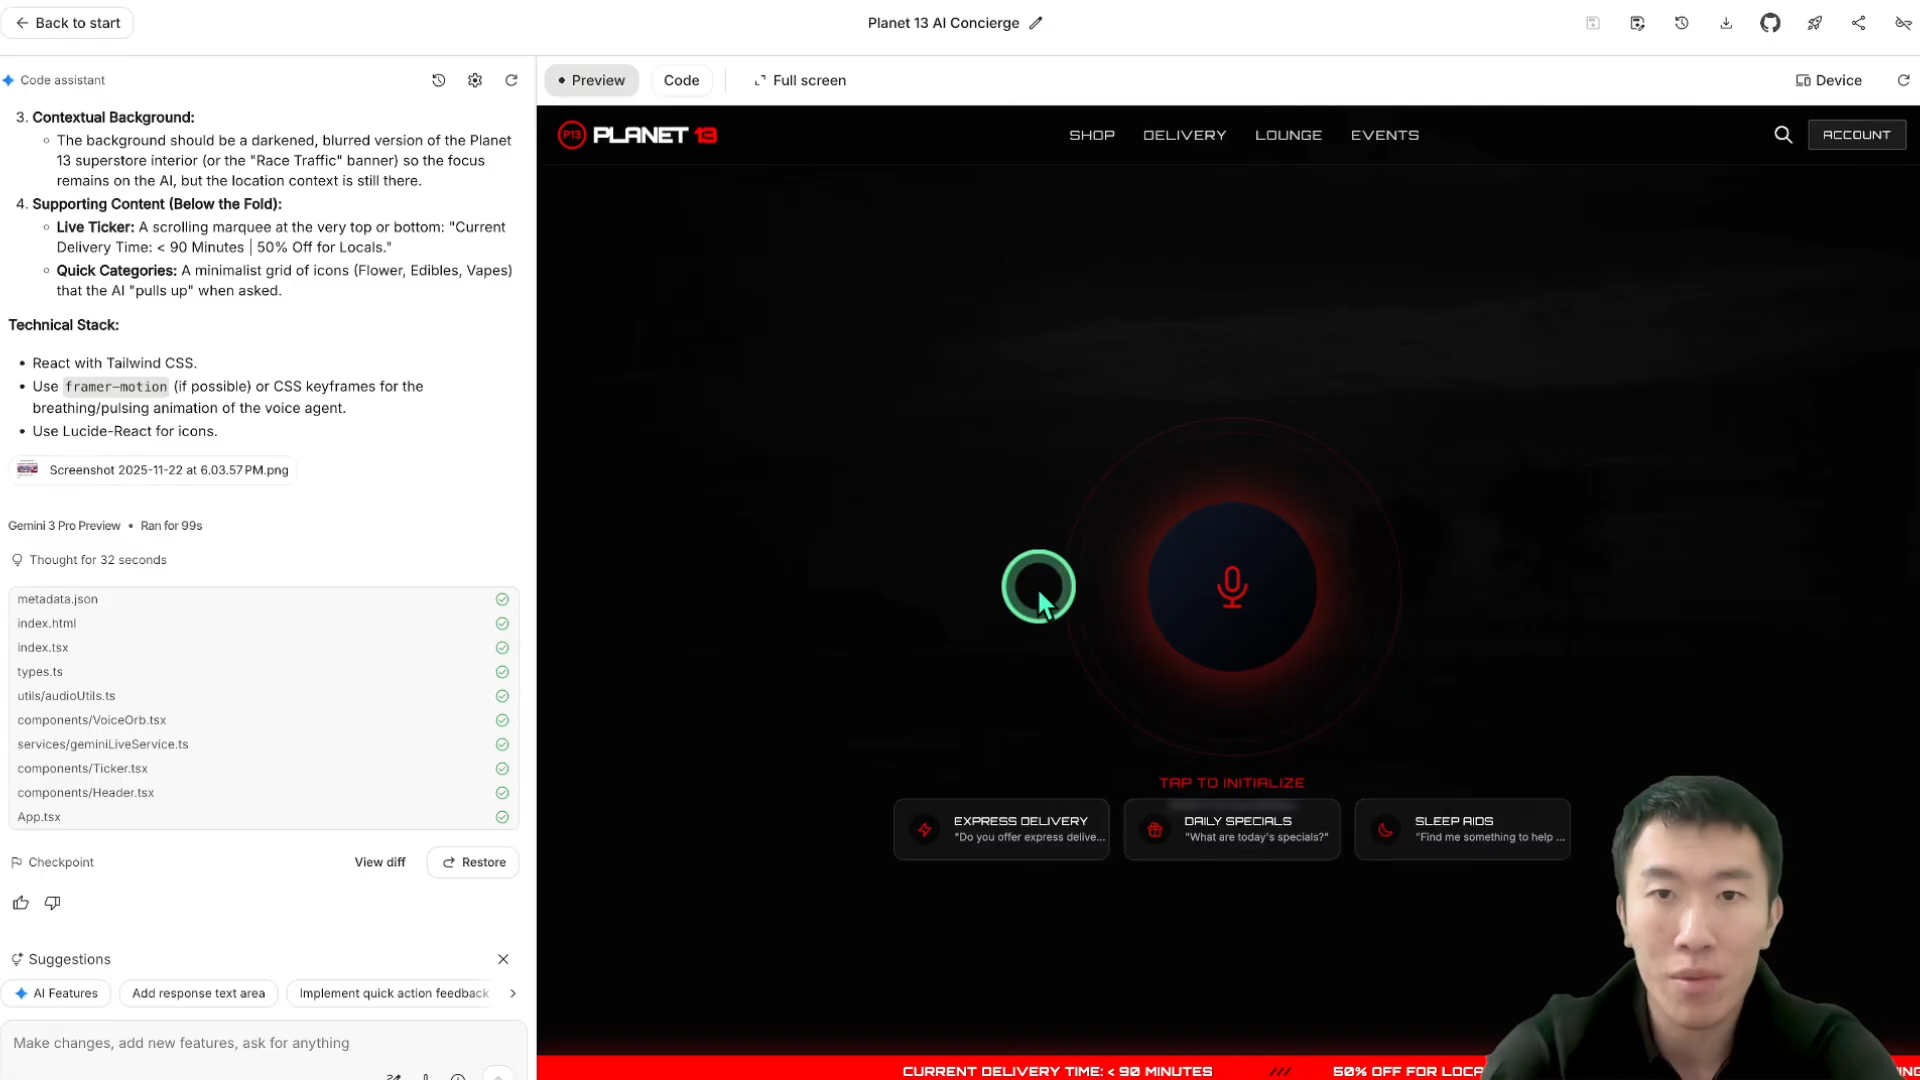 Back to start
Planet 13 AI Concierge
Code assistant
3. Contextual Background:
The background should be a darkened, blurred version of the Planet
13 superstore interior (or the "Race Traffic" banner) so the focus
remains on the AI, but the location context is still there.
4. Supporting Content (Below the Fold):
Live Ticker: A scrolling marquee at the very top or bottom: "Current
Delivery Time: < 90 Minutes | 50% Off for Locals."
Quick Categories: A minimalist grid of icons (Flower, Edibles, Vapes)
that the AI "pulls up" when asked.
Technical Stack:
React with Tailwind CSS.
Use framer-motion (if possible) or CSS keyframes for the
breathing/pulsing animation of the voice agent.
Use Lucide-React for icons.
Screenshot 2025-11-22 at 6.03.57 PM.png
Gemini 3 Pro Preview • Ran for 99s
Thought for 32 seconds
metadata.json
index.html
index.tsx
types.ts
utils/audioUtils.ts
components/VoiceOrb.tsx
services/geminiLiveService.ts
components/Ticker.tsx
components/Header.tsx
App.tsx
Checkpoint
View diff
Restore
Suggestions
AI Features
Add response text area
Implement quick action feedback
Make changes, add new features, ask for anything
Preview
Code
Full screen
Device
P13 PLANET 13
SHOP
DELIVERY
LOUNGE
EVENTS
ACCOUNT
TAP TO INITIALIZE
EXPRESS DELIVERY
"Do you offer express delive...
DAILY SPECIALS
"What are today's specials?"
SLEEP AIDS
"Find me something to help ...
CURRENT DELIVERY TIME: < 90 MINUTES /// 50% OFF FOR LOCA